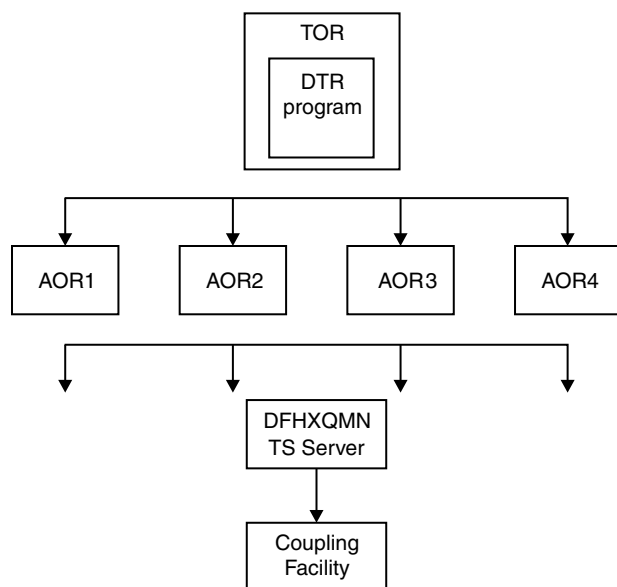 TOR
DTR
program
AOR1
AOR2
AOR3
AOR4
DFHXQMN
TS Server
Coupling
Facility